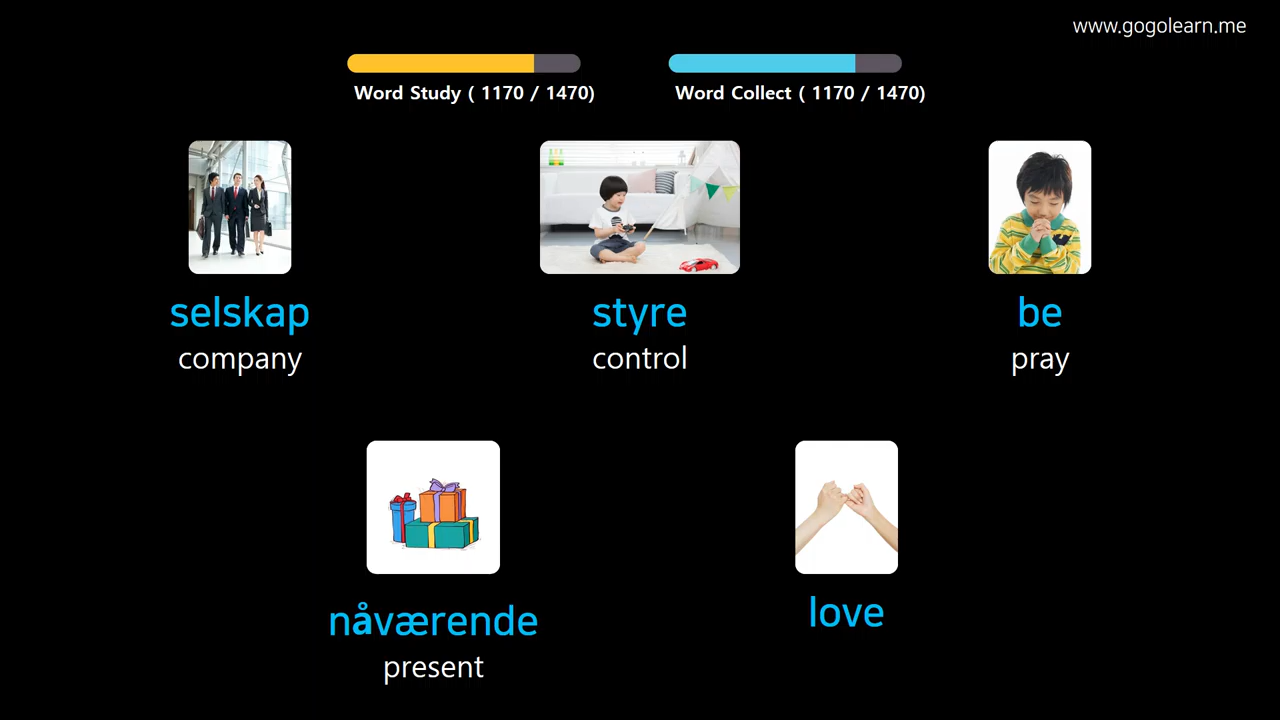 www.gogolearn.me
Word Study ( 1170 / 1470)
Word Collect ( 1170 / 1470)
selskap
company
styre
control
be
pray
nåværende
present
love